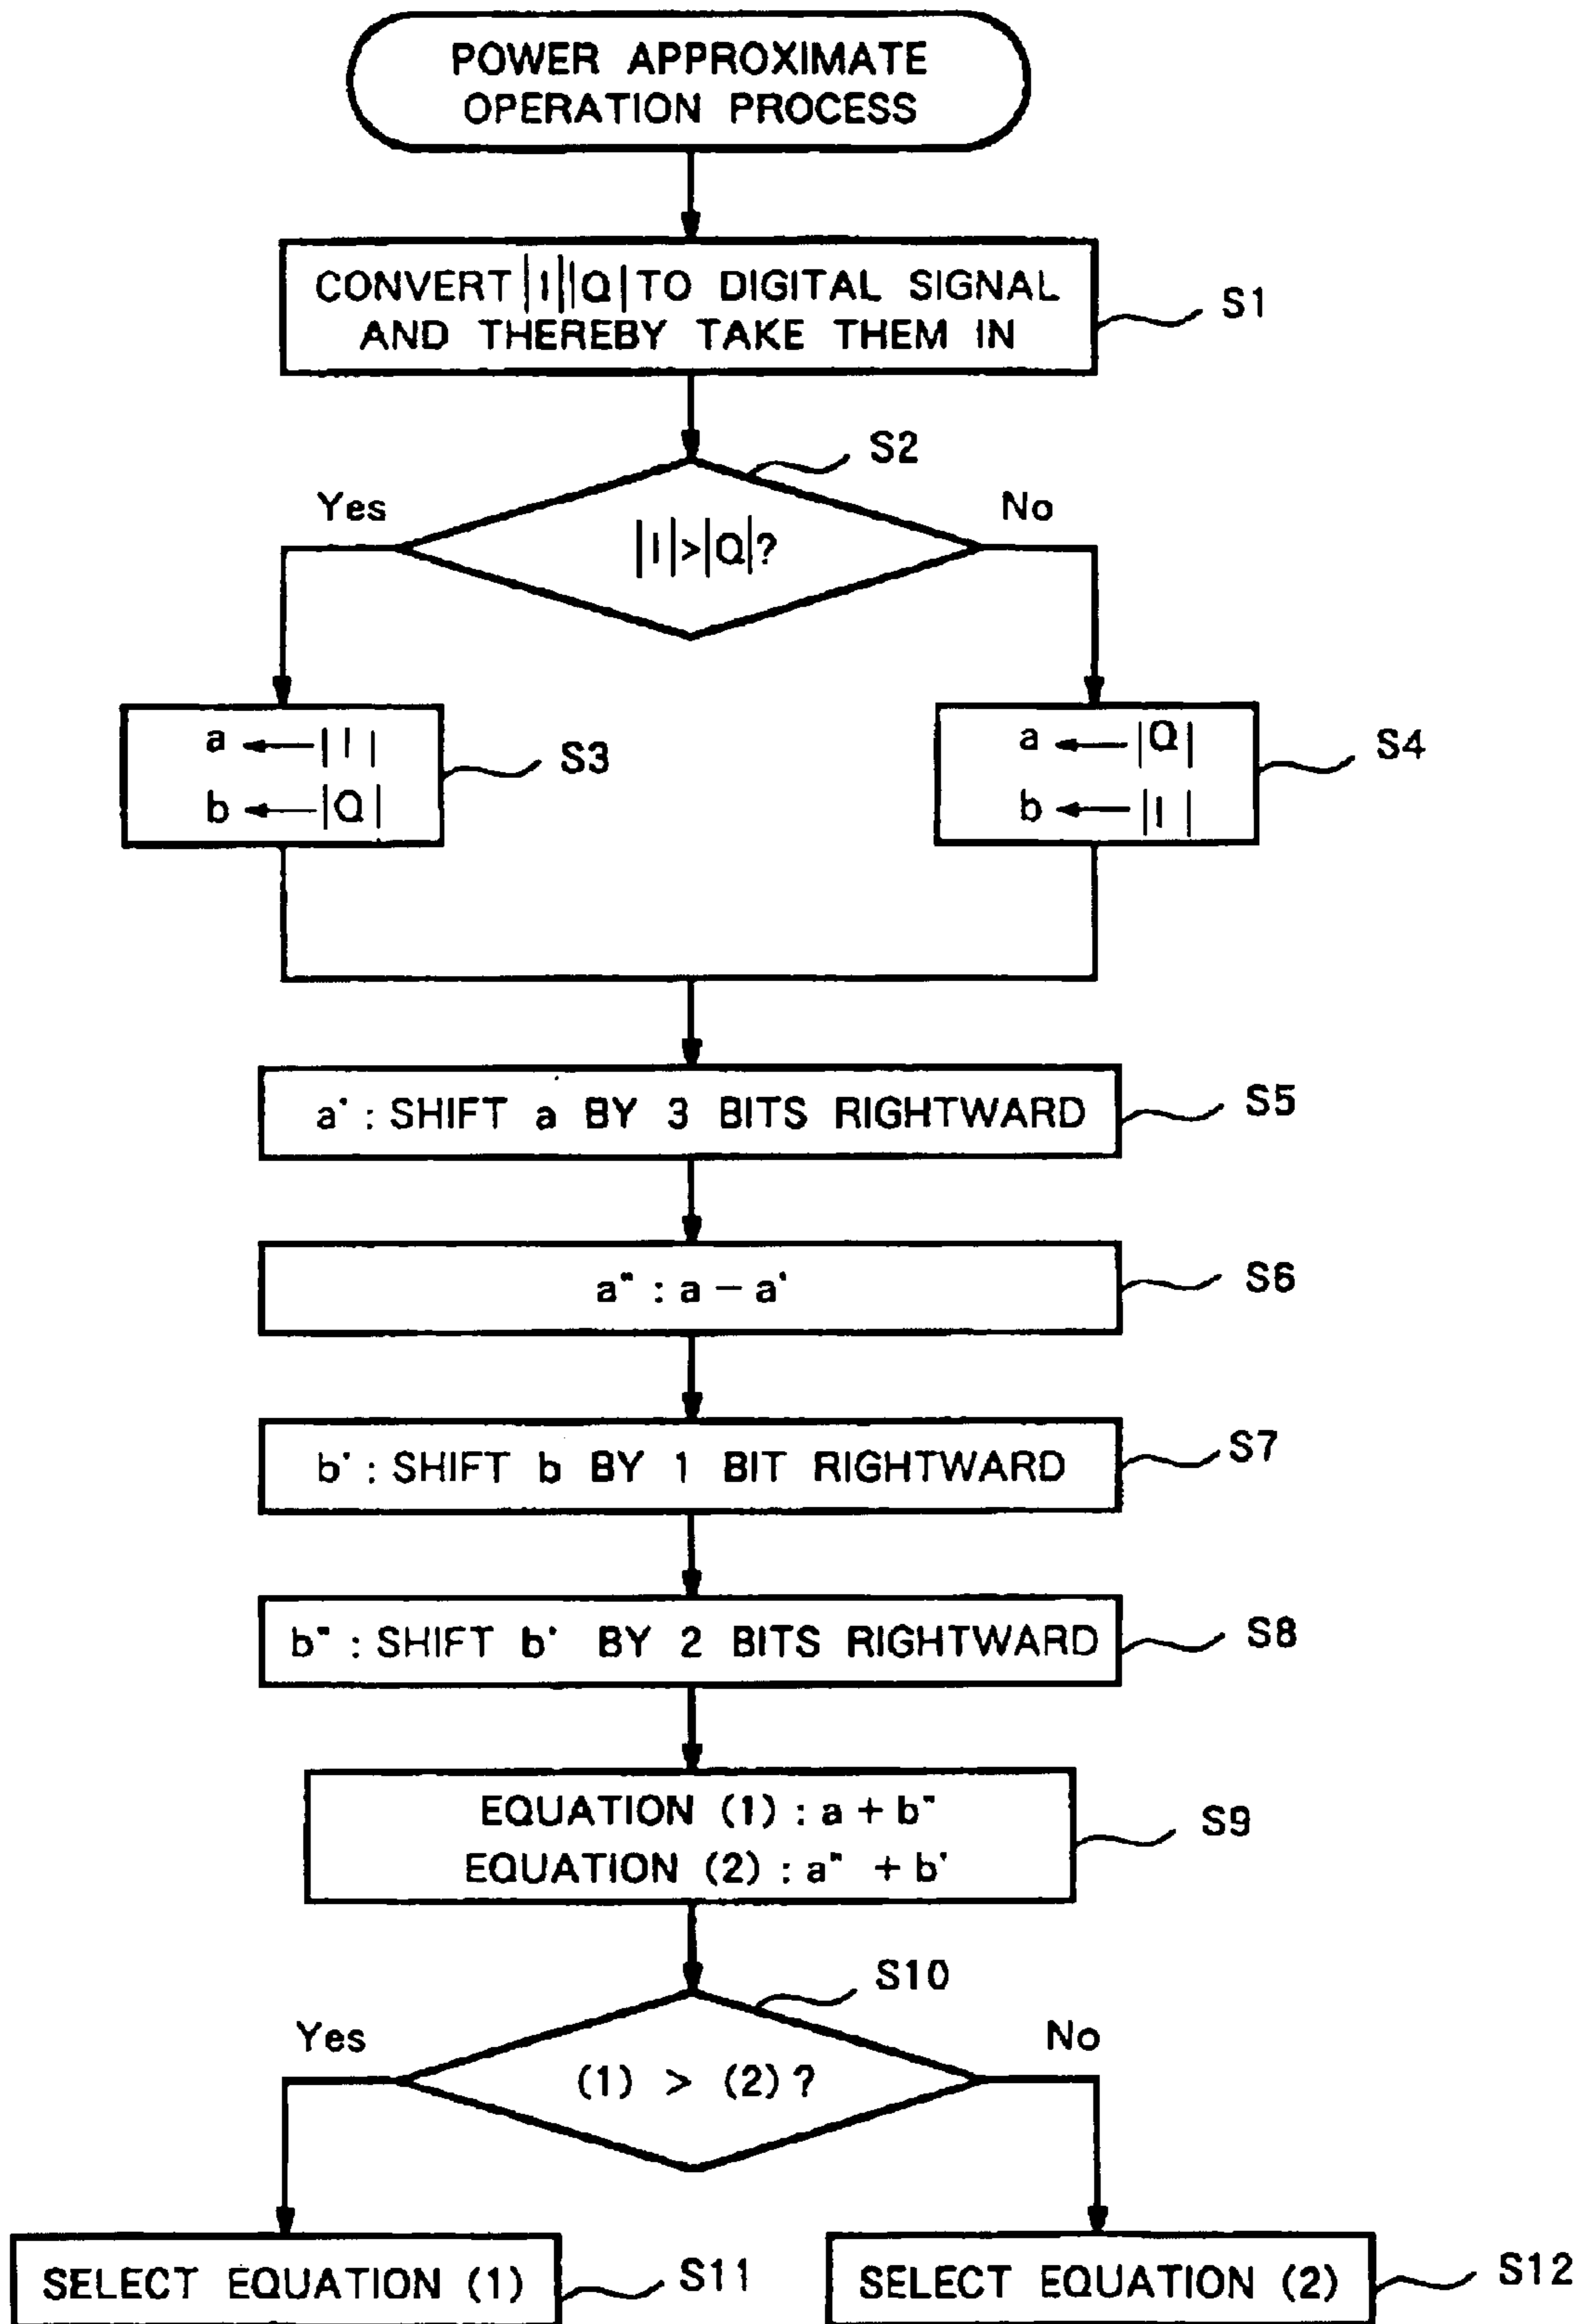 POWER APPROXIMATE
OPERATION PROCESS
CONVERT |I||Q| TO DIGITAL SIGNAL
AND THEREBY TAKE THEM IN
S1
S2
Yes
No
|I|>|Q|?
a ← |I|
b ← |Q|
S3
a ← |Q|
b ← |I|
S4
a' : SHIFT a BY 3 BITS RIGHTWARD
S5
a" : a − a'
S6
b' : SHIFT b BY 1 BIT RIGHTWARD
S7
b" : SHIFT b' BY 2 BITS RIGHTWARD
S8
EQUATION (1) : a + b"
EQUATION (2) : a" + b'
S9
S10
Yes
No
(1) > (2) ?
SELECT EQUATION (1)
S11
SELECT EQUATION (2)
S12